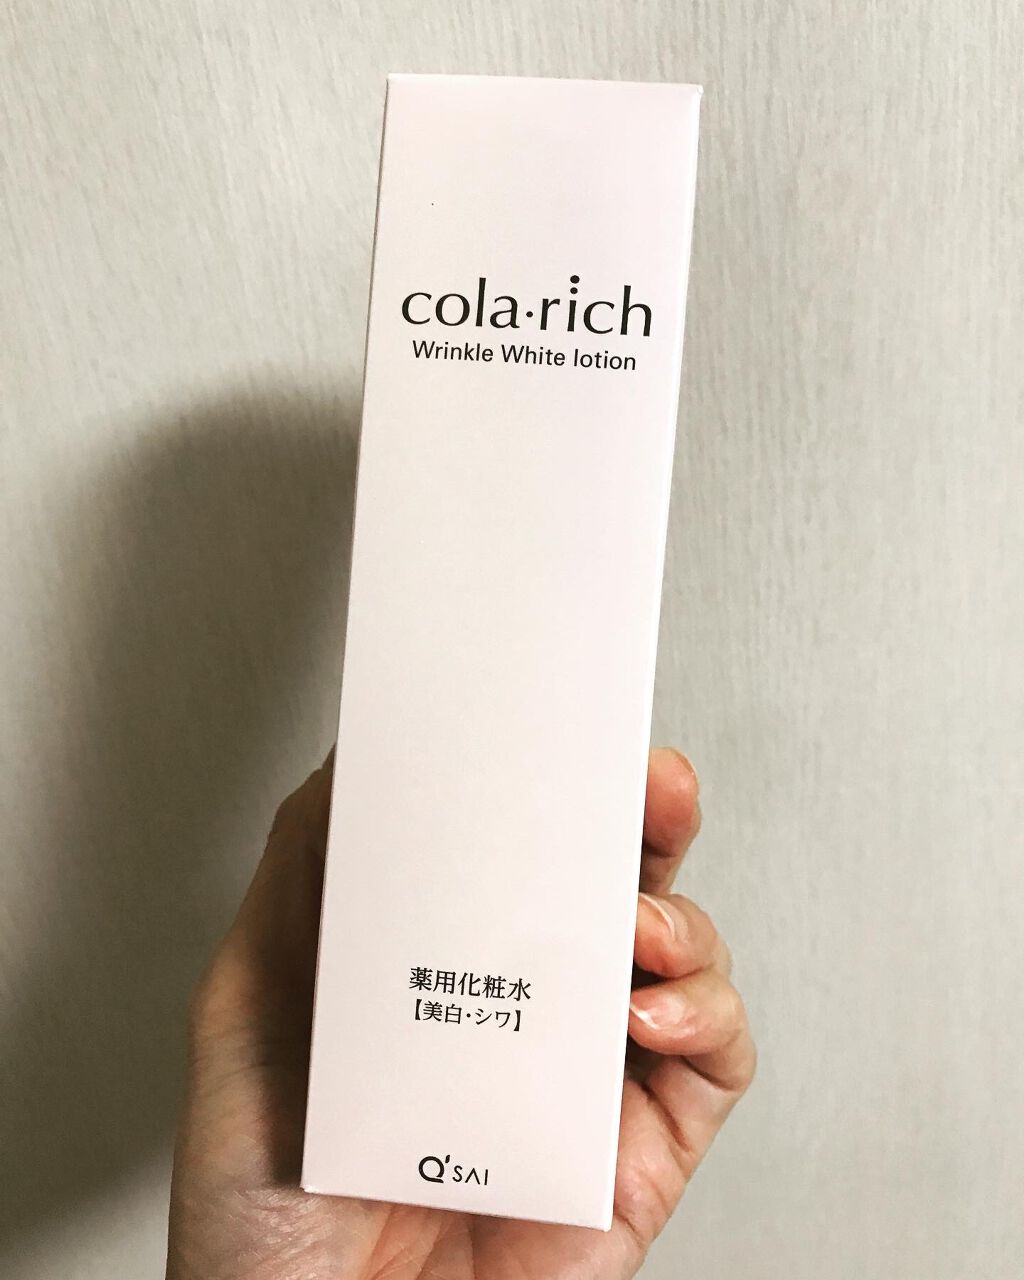 cola·rich
Wrinkle White lotion
薬用化粧水
【美白・シワ】
Q'SAI